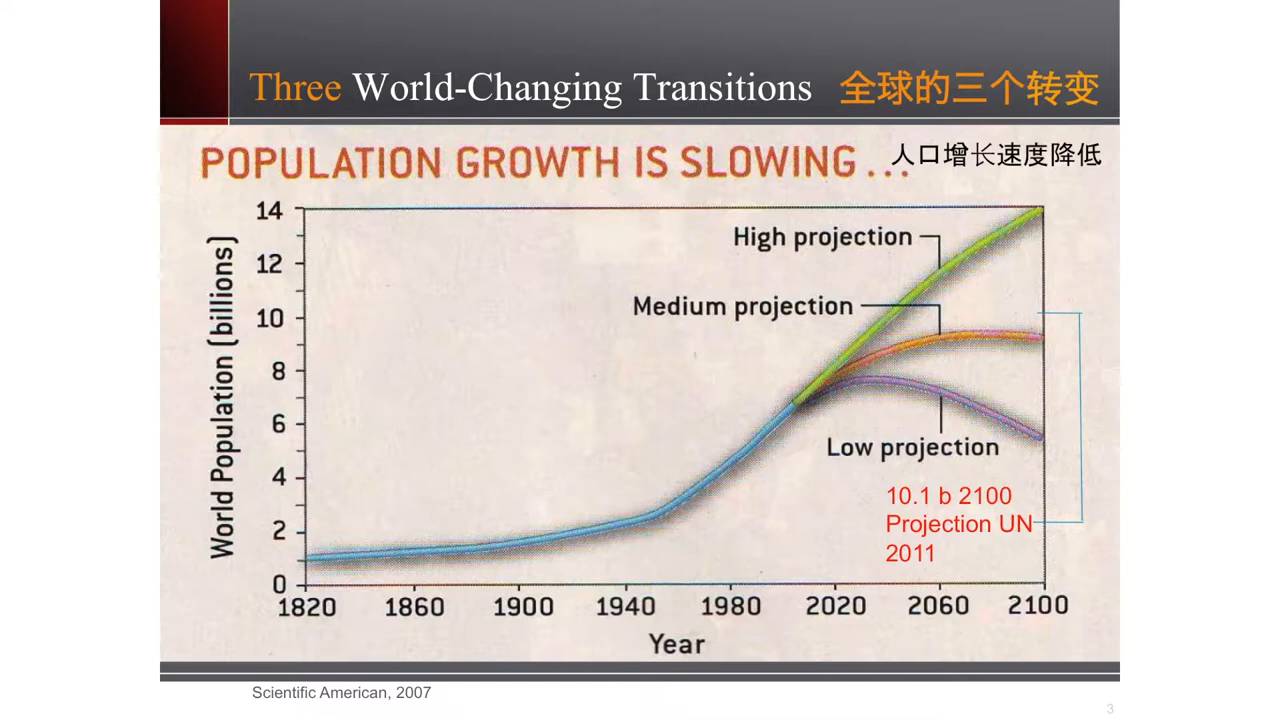 Three World-Changing Transitions 全球的三个转变
POPULATION GROWTH IS SLOWING... 人口增长速度降低
World Population (billions)
14
12
10
8
6
4
2
0
High projection
Medium projection
Low projection
10.1 b 2100
Projection UN
2011
1820 1860 1900 1940 1980 2020 2060 2100
Year
Scientific American, 2007
3